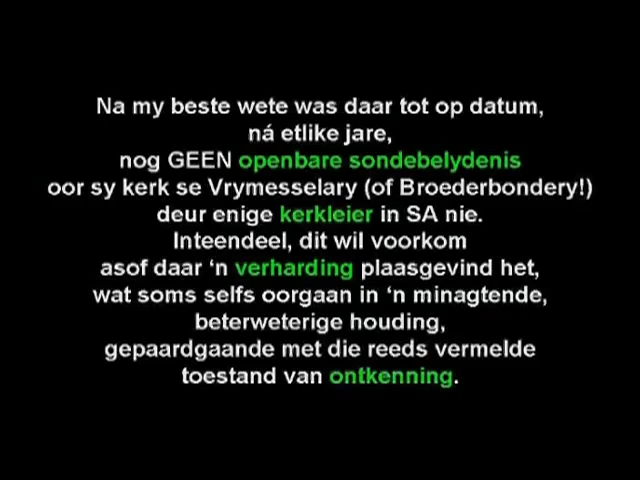 Na my beste wete was daar tot op datum,
ná etlike jare,
nog GEEN openbare sondebelydenis
oor sy kerk se Vrymesselary (of Broederbondery!)
deur enige kerkleier in SA nie.
Inteendeel, dit wil voorkom
asof daar ‘n verharding plaasgevind het,
wat soms selfs oorgaan in ‘n minagtende,
beterweterige houding,
gepaardgaande met die reeds vermelde
toestand van ontkenning.